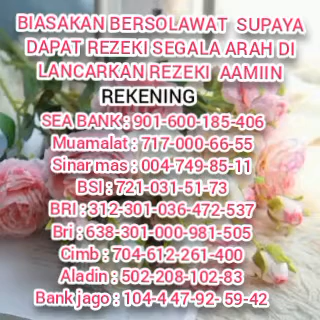 BIASAKAN BERSOLAWAT SUPAYA
DAPAT REZEKI SEGALA ARAH DI
LANCARKAN REZEKI AAMIIN
REKENING
SEA BANK : 901-600-185-406
Muamalat : 717-000-66-55
Sinar mas : 004-749-85-11
BSI : 721-031-51-73
BRI : 312-301-036-472-537
Bri : 638-301-000-981-505
Cimb : 704-612-261-400
Aladin : 502-208-102-83
Bank jago : 104-447-92- 59-42